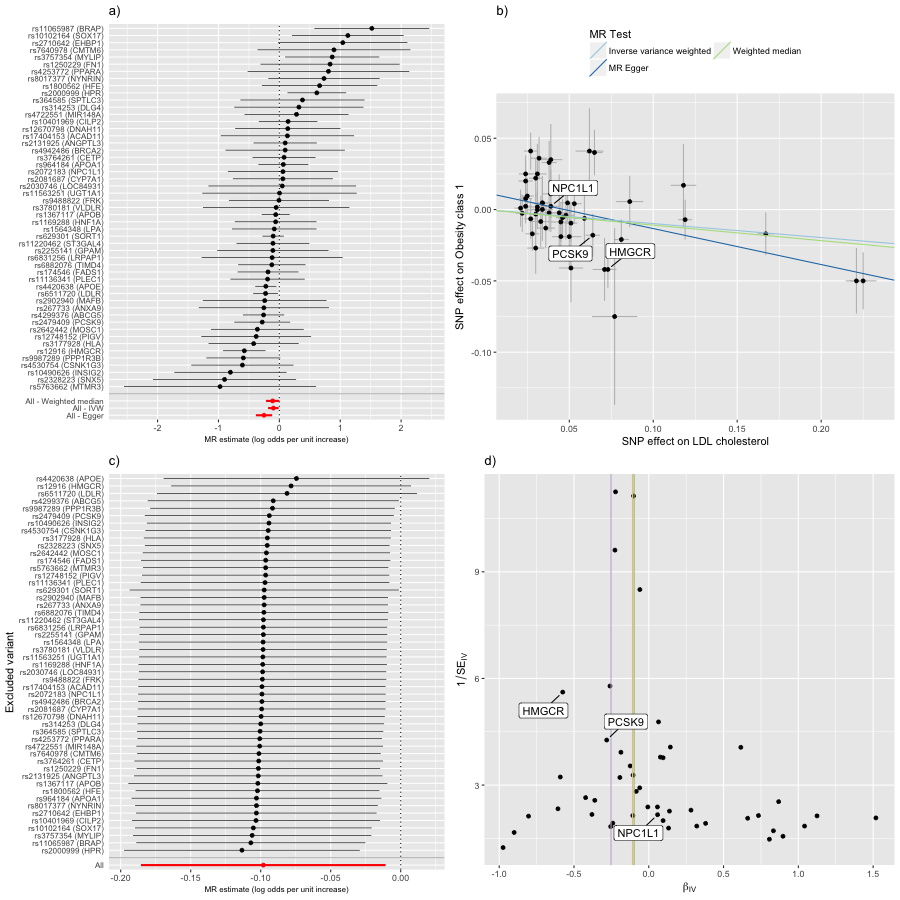 a)
rs11065987 (BRAP)
rs10102164 (SOX17)
rs2710642 (EHBP1)
rs7640978 (CMTM6)
rs3757354 (MYLIP)
rs1250229 (FN1)
rs4253772 (PPARA)
rs8017377 (NYNRIN)
rs1800562 (HFE)
rs2000999 (HPR)
rs364585 (SPTLC3)
rs314253 (DLG4)
rs4722551 (MIR148A)
rs10401969 (CILP2)
rs12670798 (DNAH11)
rs17404153 (ACAD11)
rs2131925 (ANGPTL3)
rs4942486 (BRCA2)
rs3764261 (CETP)
rs964184 (APOA1)
rs2072183 (NPC1L1)
rs2081687 (CYP7A1)
rs2030746 (LOC84931)
rs11563251 (UGT1A1)
rs9488822 (FRK)
rs3780181 (VLDLR)
rs1367117 (APOB)
rs1169288 (HNF1A)
rs1564348 (LPA)
rs629301 (SORT1)
rs11220462 (ST3GAL4)
rs2255141 (GPAM)
rs6831256 (LRPAP1)
rs6882076 (TIMD4)
rs174546 (FADS1)
rs11136341 (PLEC1)
rs4420638 (APOE)
rs6511720 (LDLR)
rs2902940 (MAFB)
rs267733 (ANXA9)
rs4299376 (ABCG5)
rs2479409 (PCSK9)
rs2642442 (MOSC1)
rs12748152 (PIGV)
rs3177928 (HLA)
rs12916 (HMGCR)
rs9987289 (PPP1R3B)
rs4530754 (CSNK1G3)
rs10490626 (INSIG2)
rs2328223 (SNX5)
rs5763662 (MTMR3)
All - Weighted median
All - IVW
All - Egger
-2 -1 0 1 2
MR estimate (log odds per unit increase)
b)
MR Test
Inverse variance weighted
Weighted median
MR Egger
SNP effect on Obesity class 1
0.05
0.00
-0.05
-0.10
NPC1L1
PCSK9
HMGCR
0.05 0.10 0.15 0.20
SNP effect on LDL cholesterol
c)
Excluded variant
rs4420638 (APOE)
rs12916 (HMGCR)
rs6511720 (LDLR)
rs4299376 (ABCG5)
rs9987289 (PPP1R3B)
rs2479409 (PCSK9)
rs10490626 (INSIG2)
rs4530754 (CSNK1G3)
rs3177928 (HLA)
rs2328223 (SNX5)
rs2642442 (MOSC1)
rs174546 (FADS1)
rs5763662 (MTMR3)
rs12748152 (PIGV)
rs11136341 (PLEC1)
rs629301 (SORT1)
rs2902940 (MAFB)
rs267733 (ANXA9)
rs6882076 (TIMD4)
rs11220462 (ST3GAL4)
rs6831256 (LRPAP1)
rs2255141 (GPAM)
rs1564348 (LPA)
rs3780181 (VLDLR)
rs11563251 (UGT1A1)
rs1169288 (HNF1A)
rs2030746 (LOC84931)
rs9488822 (FRK)
rs17404153 (ACAD11)
rs2072183 (NPC1L1)
rs4942486 (BRCA2)
rs2081687 (CYP7A1)
rs12670798 (DNAH11)
rs314253 (DLG4)
rs364585 (SPTLC3)
rs4253772 (PPARA)
rs4722551 (MIR148A)
rs7640978 (CMTM6)
rs3764261 (CETP)
rs1250229 (FN1)
rs2131925 (ANGPTL3)
rs1367117 (APOB)
rs1800562 (HFE)
rs964184 (APOA1)
rs8017377 (NYNRIN)
rs2710642 (EHBP1)
rs10401969 (CILP2)
rs10102164 (SOX17)
rs3757354 (MYLIP)
rs11065987 (BRAP)
rs2000999 (HPR)
All
-0.20 -0.15 -0.10 -0.05 0.00
MR estimate (log odds per unit increase)
d)
1/SE_IV
9
6
3
HMGCR
PCSK9
NPC1L1
-1.0 -0.5 0.0 0.5 1.0 1.5
β_IV